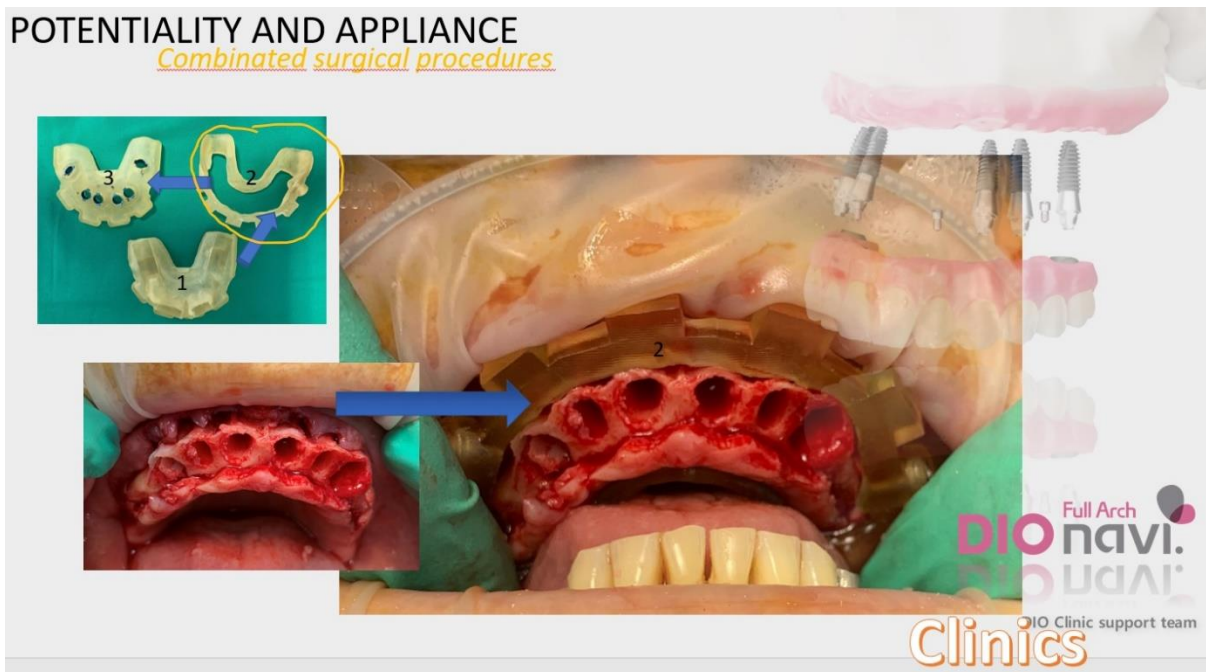 POTENTIALITY AND APPLIANCE
Combinated surgical procedures
3
2
1
2
Full Arch
DIO navi.
DIO Clinic support team
Clinics